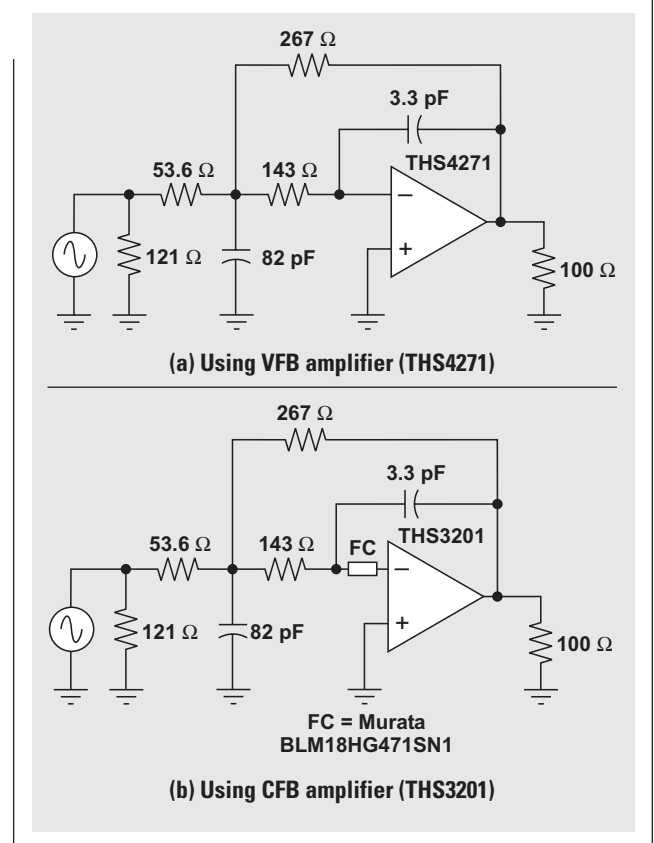 267 Ω
3.3 pF
THS4271
53.6 Ω
143 Ω
−
+
121 Ω
82 pF
100 Ω
(a) Using VFB amplifier (THS4271)
267 Ω
3.3 pF
THS3201
53.6 Ω
143 Ω
FC
−
+
121 Ω
82 pF
100 Ω
FC = Murata
BLM18HG471SN1
(b) Using CFB amplifier (THS3201)